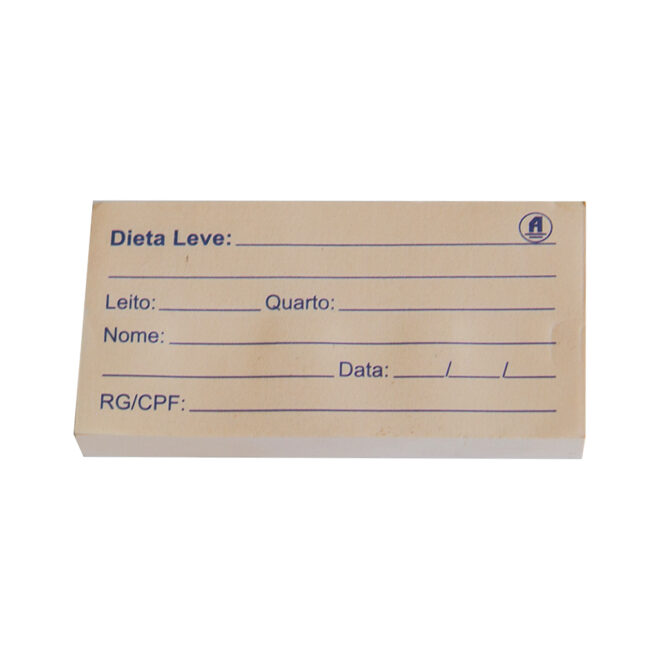 Dieta Leve: A
Leito: Quarto:
Nome:
Data: / /
RG/CPF: